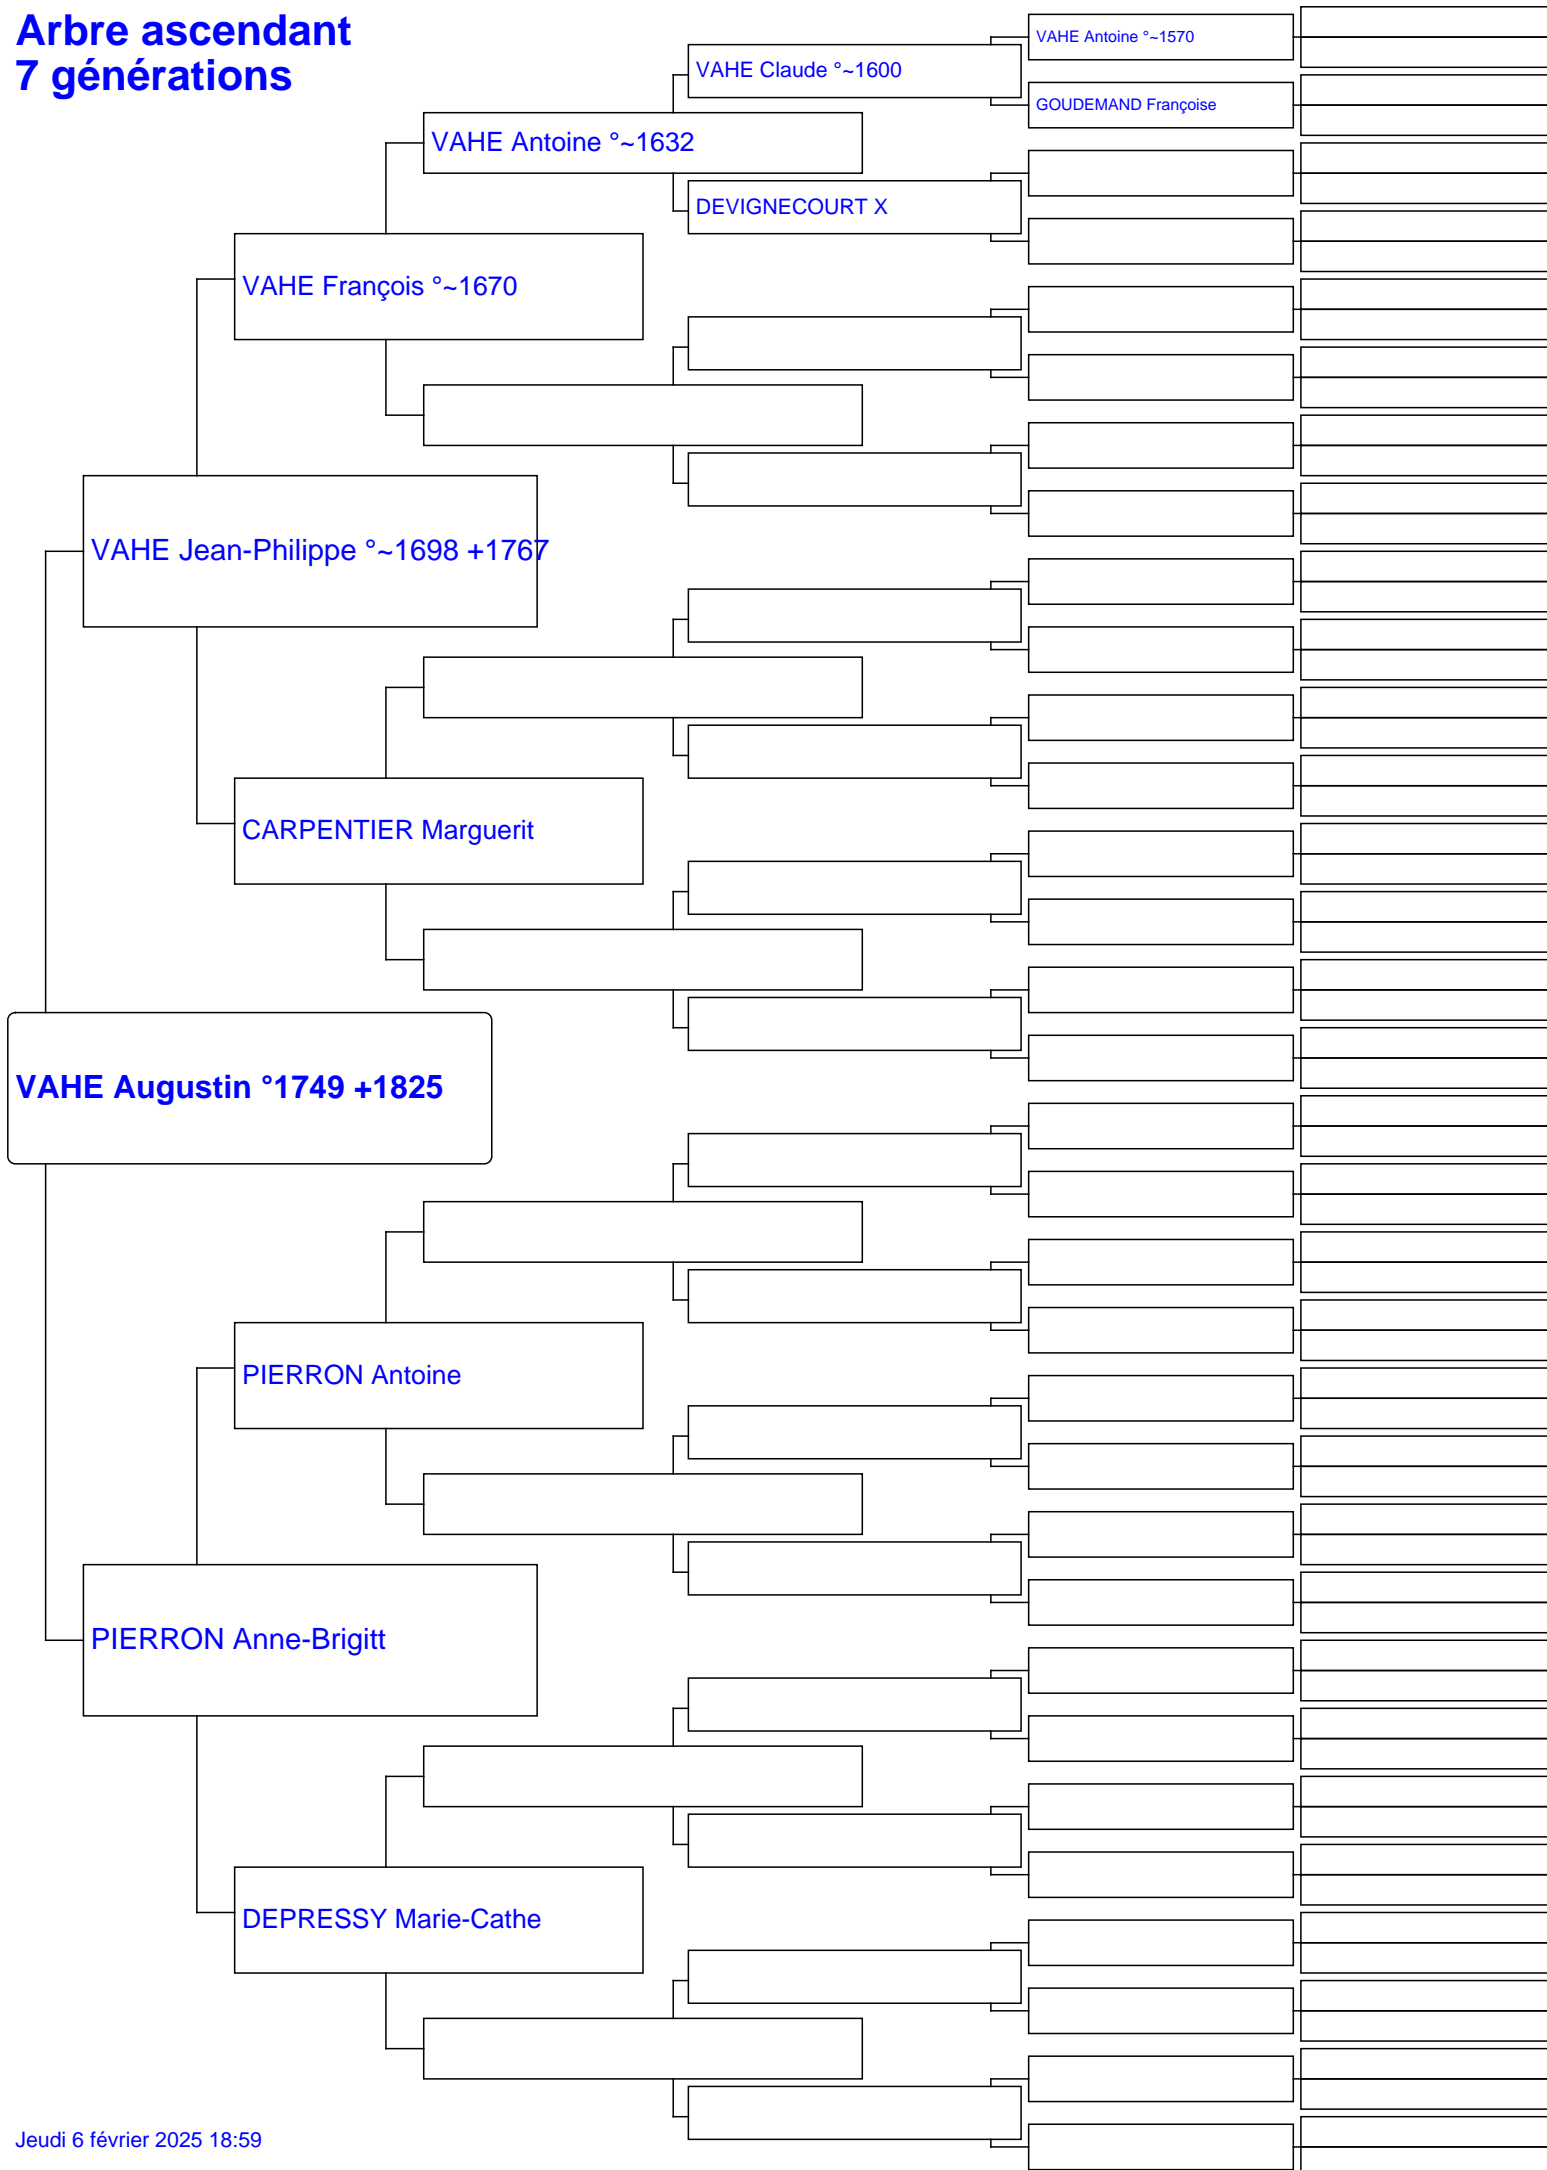 Arbre ascendant
7 générations
VAHE Antoine °~1570
VAHE Claude °~1600
GOUDEMAND Françoise
VAHE Antoine °~1632
DEVIGNECOURT X
VAHE François °~1670
VAHE Jean-Philippe °~1698 +1767
CARPENTIER Marguerit
VAHE Augustin °1749 +1825
PIERRON Antoine
PIERRON Anne-Brigitt
DEPRESSY Marie-Cathe
Jeudi 6 février 2025 18:59